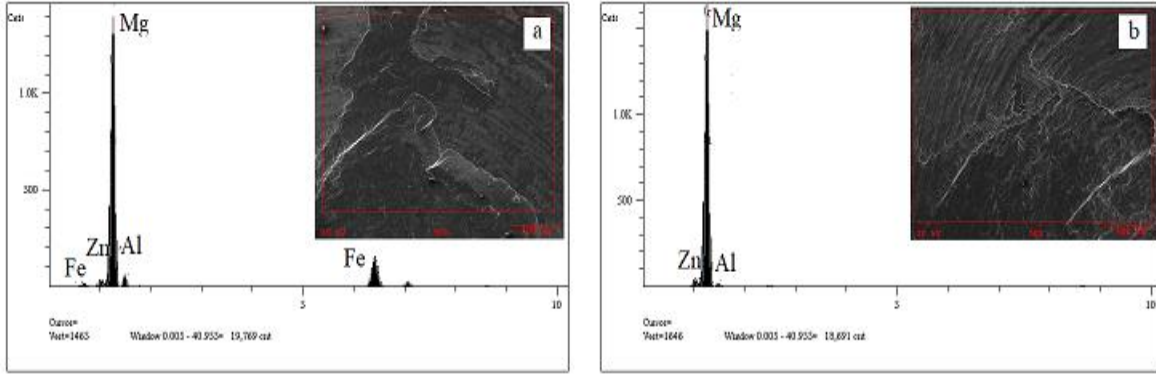 Cnts
Mg
a
1.0K
500
Zn
Al
Fe
Fe
5
10
Cursor=
Vert=1463 Window 0.005 - 40.955= 19,769 cnt
Cnts
Mg
b
1.0K
500
Zn
Al
5
10
Cursor=
Vert=1646 Window 0.005 - 40.955= 18,691 cnt